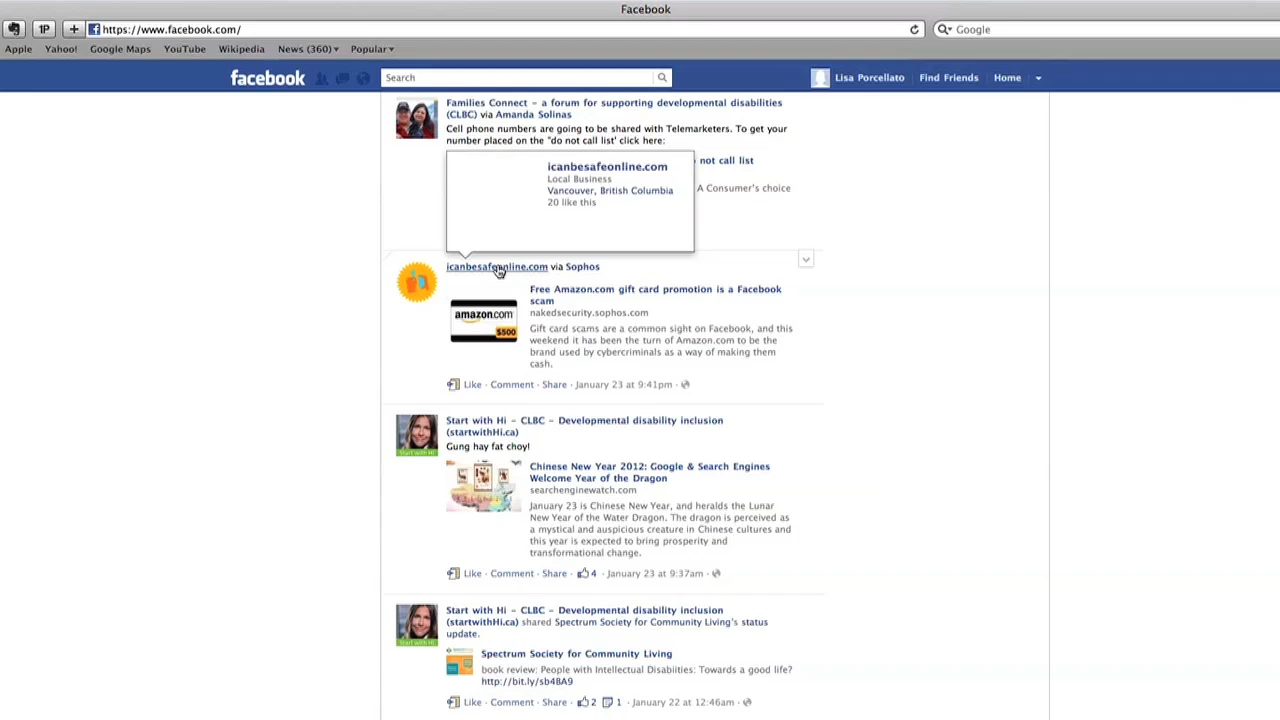 Facebook
1P
+
https://www.facebook.com/
Google
Apple Yahoo! Google Maps YouTube Wikipedia News (360) Popular
facebook
Search
Lisa Porcellato Find Friends Home
Families Connect - a forum for supporting developmental disabilities
(CLBC) via Amanda Solinas
Cell phone numbers are going to be shared with Telemarketers. To get your
number placed on the "do not call list' click here:
not call list
A Consumer's choice
icanbesafeonline.com
Local Business
Vancouver, British Columbia
20 like this
icanbesafeonline.com via Sophos
Free Amazon.com gift card promotion is a Facebook
scam
nakedsecurity.sophos.com
Gift card scams are a common sight on Facebook, and this
weekend it has been the turn of Amazon.com to be the
brand used by cybercriminals as a way of making them
cash.
amazon.com
$500
Like · Comment · Share · January 23 at 9:41pm ·
Start with Hi - CLBC - Developmental disability inclusion
(startwithHi.ca)
Gung hay fat choy!
Start with Hi
Chinese New Year 2012: Google & Search Engines
Welcome Year of the Dragon
searchenginewatch.com
January 23 is Chinese New Year, and heralds the Lunar
New Year of the Water Dragon. The dragon is perceived as
a mystical and auspicious creature in Chinese cultures and
this year is expected to bring prosperity and
transformational change.
Like · Comment · Share · 4 · January 23 at 9:37am ·
Start with Hi - CLBC - Developmental disability inclusion
(startwithHi.ca) shared Spectrum Society for Community Living's status
update.
Start with Hi
Spectrum Society for Community Living
book review: People with Intellectual Disabiities: Towards a good life?
http://bit.ly/sb4BA9
Like · Comment · Share · 2 1 · January 22 at 12:46am ·